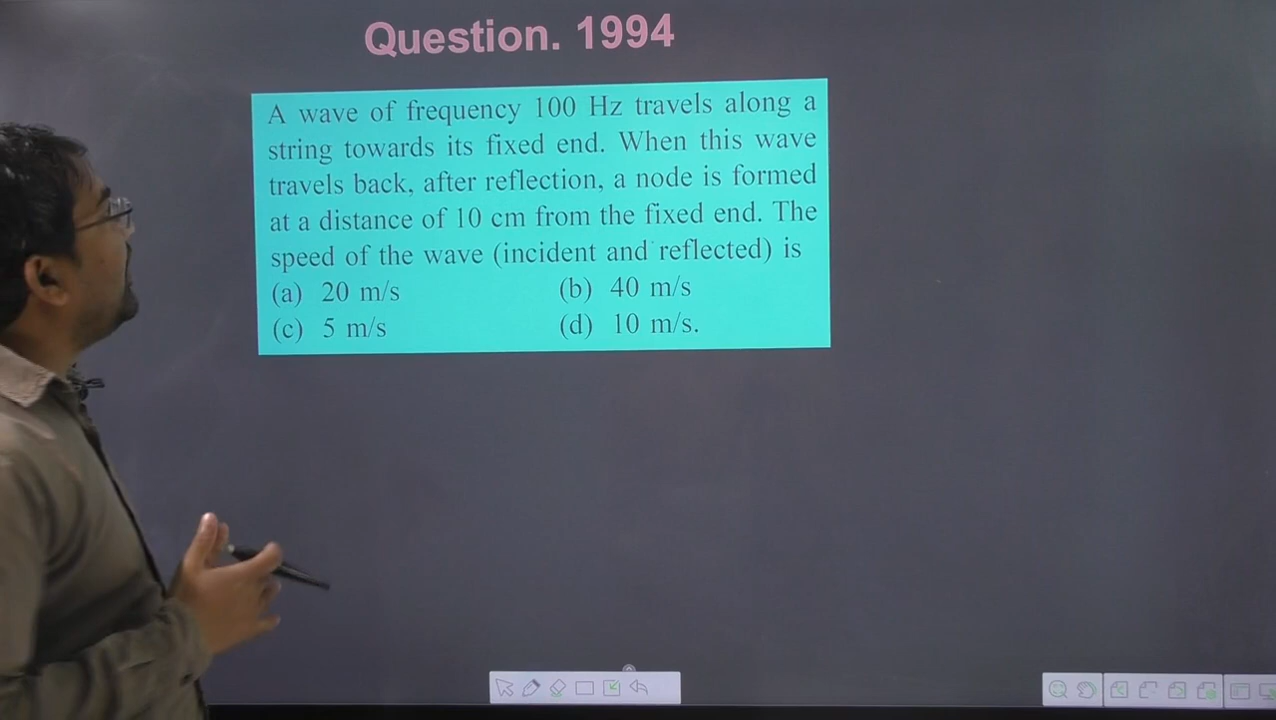 Question. 1994
A wave of frequency 100 Hz travels along a
string towards its fixed end. When this wave
travels back, after reflection, a node is formed
at a distance of 10 cm from the fixed end. The
speed of the wave (incident and reflected) is
(a) 20 m/s (b) 40 m/s
(c) 5 m/s (d) 10 m/s.